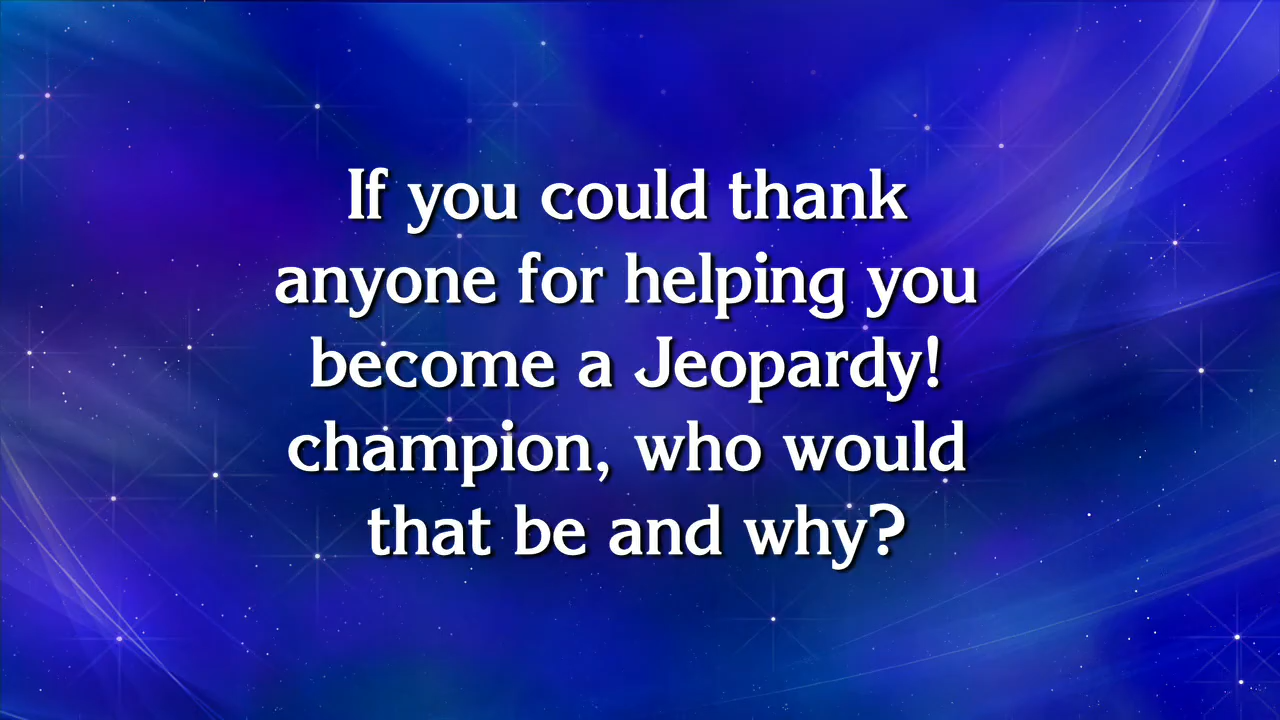 If you could thank
anyone for helping you
become a Jeopardy!
champion, who would
that be and why?